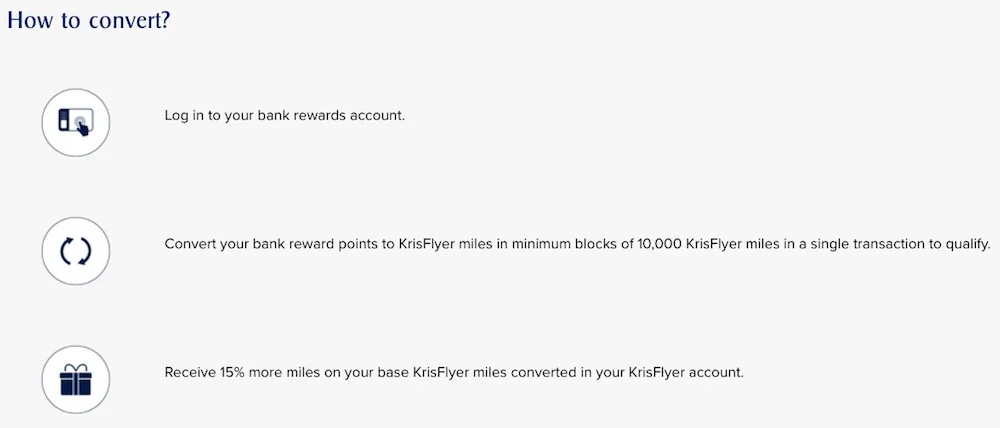 How to convert?
Log in to your bank rewards account.
Convert your bank reward points to KrisFlyer miles in minimum blocks of 10,000 KrisFlyer miles in a single transaction to qualify.
Receive 15% more miles on your base KrisFlyer miles converted in your KrisFlyer account.